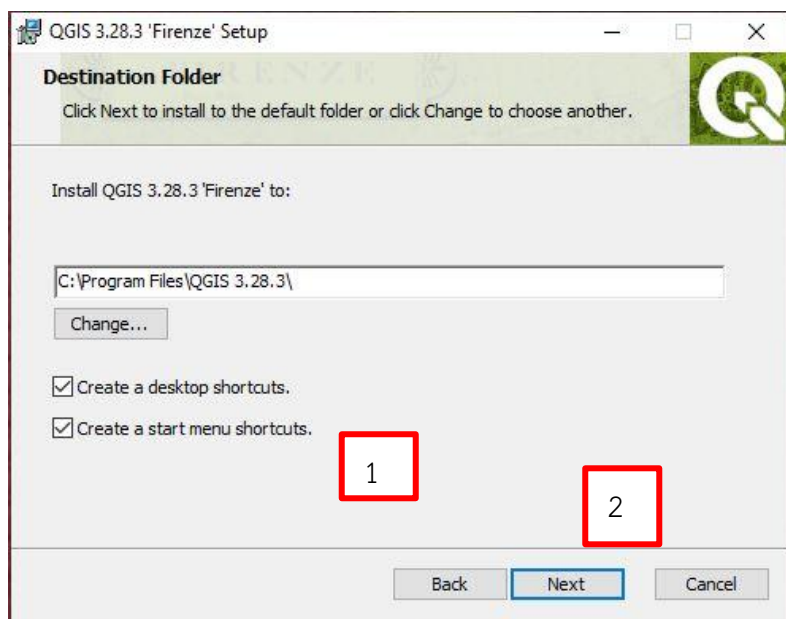 QGIS 3.28.3 'Firenze' Setup
Destination Folder
Click Next to install to the default folder or click Change to choose another.
Install QGIS 3.28.3 'Firenze' to:
C:\Program Files\QGIS 3.28.3\
Change...
Create a desktop shortcuts.
Create a start menu shortcuts.
1
2
Back Next Cancel